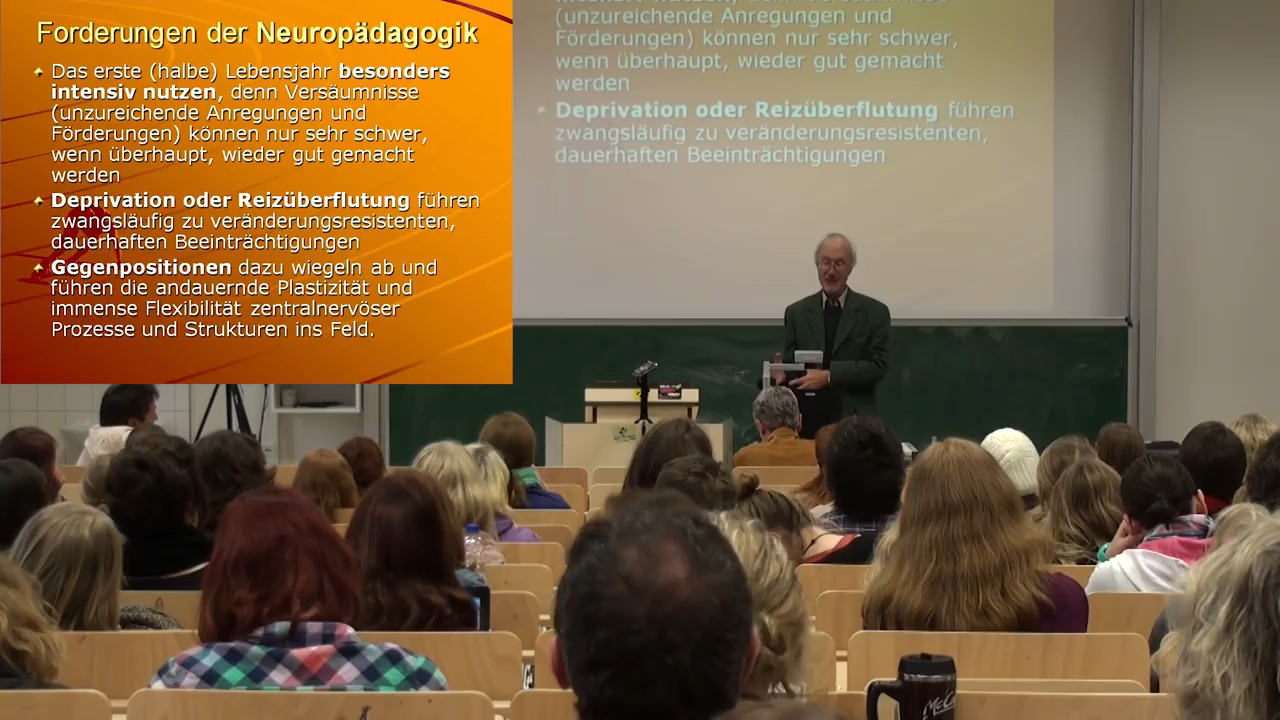 Forderungen der Neuropädagogik
Das erste (halbe) Lebensjahr besonders
intensiv nutzen, denn Versäumnisse
(unzureichende Anregungen und
Förderungen) können nur sehr schwer,
wenn überhaupt, wieder gut gemacht
werden
Deprivation oder Reizüberflutung führen
zwangsläufig zu veränderungsresistenten,
dauerhaften Beeinträchtigungen
Gegenpositionen dazu wiegeln ab und
führen die andauernde Plastizität und
immense Flexibilität zentralnervöser
Prozesse und Strukturen ins Feld.
intensiv nutzen, denn Versäumnisse
(unzureichende Anregungen und
Förderungen) können nur sehr schwer,
wenn überhaupt, wieder gut gemacht
werden
Deprivation oder Reizüberflutung führen
zwangsläufig zu veränderungsresistenten,
dauerhaften Beeinträchtigungen